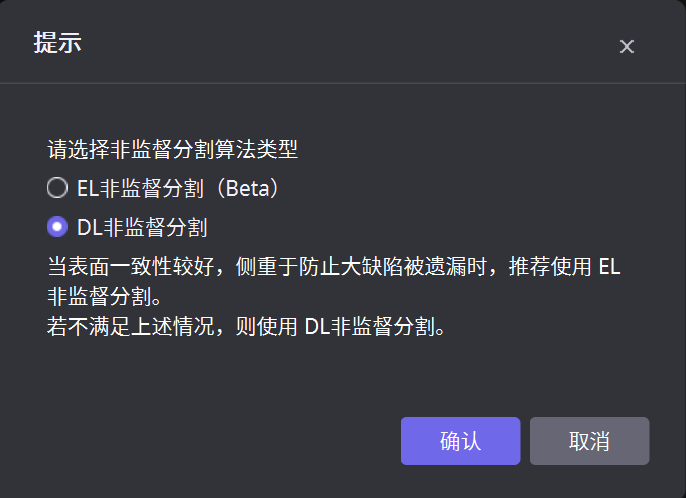 提示
请选择非监督分割算法类型
EL非监督分割（Beta）
DL非监督分割
当表面一致性较好，侧重于防止大缺陷被遗漏时，推荐使用 EL
非监督分割。
若不满足上述情况，则使用 DL非监督分割。
确认
取消